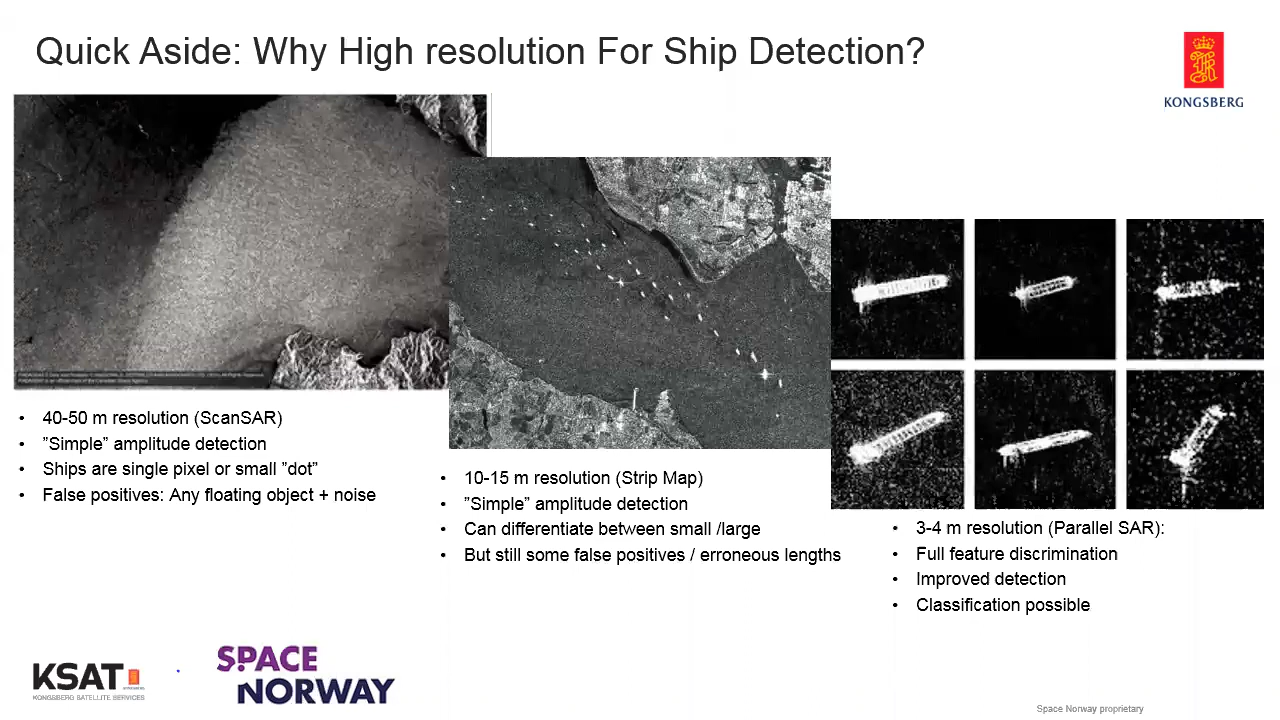 Quick Aside: Why High resolution For Ship Detection?
KONGSBERG
• 40-50 m resolution (ScanSAR)
• ”Simple” amplitude detection
• Ships are single pixel or small ”dot”
• False positives: Any floating object + noise
• 10-15 m resolution (Strip Map)
• ”Simple” amplitude detection
• Can differentiate between small /large
• But still some false positives / erroneous lengths
• 3-4 m resolution (Parallel SAR):
• Full feature discrimination
• Improved detection
• Classification possible
KSAT
KONGSBERG SATELLITE SERVICES
SPACE
NORWAY
Space Norway proprietary